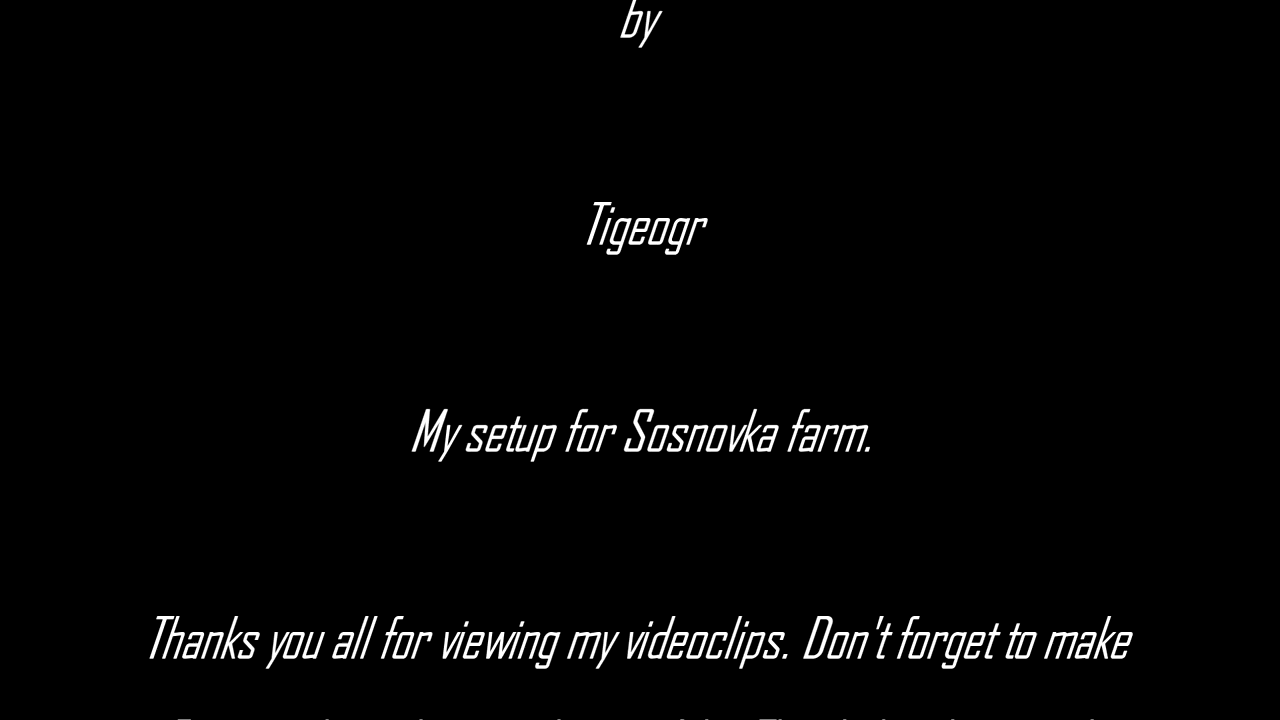 by
Tigeogr
My setup for Sosnovka farm.
Thanks you all for viewing my videoclips. Don't forget to make